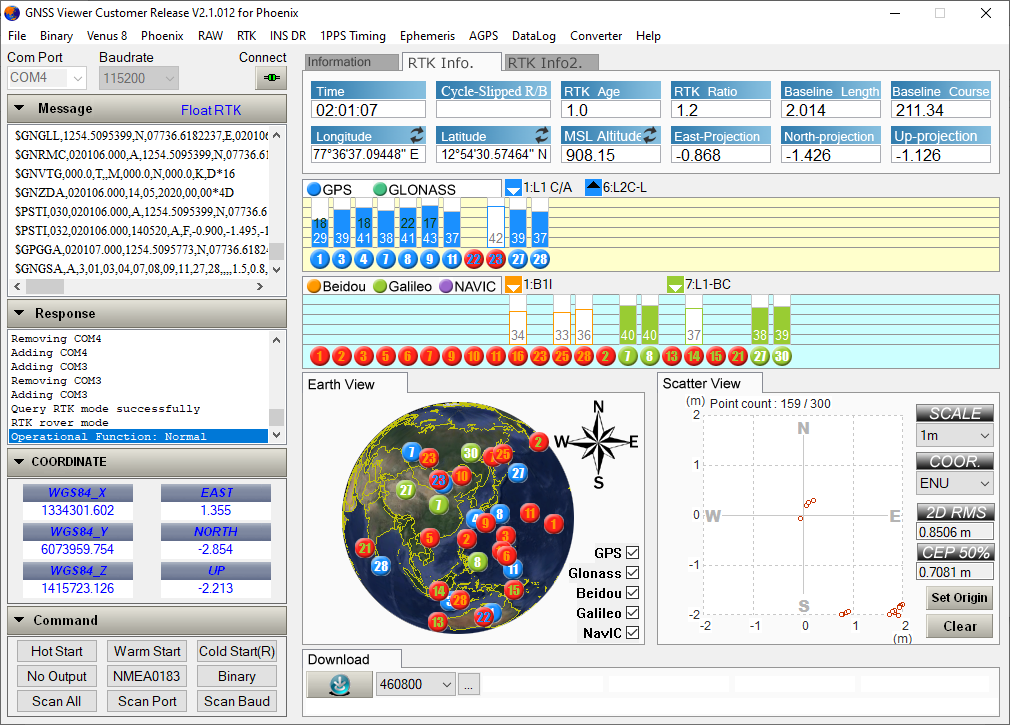 GNSS Viewer Customer Release V2.1.012 for Phoenix
File Binary Venus 8 Phoenix RAW RTK INS DR 1PPS Timing Ephemeris AGPS DataLog Converter Help
Com Port Baudrate Connect
COM4 115200
Message Float RTK
$GNGLL,1254.5095399,N,07736.6182237,E,020106
$GNRMC,020106.000,A,1254.5095399,N,07736.61
$GNVTG,000.0,T,,M,000.0,N,000.0,K,D*16
$GNZDA,020106.000,14,05,2020,00,00*4D
$PSTI,030,020106.000,A,1254.5095399,N,07736.6
$PSTI,032,020106.000,140520,A,F,-0.900,-1.495,-1
$GPGGA,020107.000,1254.5095773,N,07736.6182
$GNGSA,A,3,01,03,04,07,08,09,11,27,28,,,,1.5,0.8,
Response
Removing COM4
Adding COM4
Adding COM3
Removing COM3
Adding COM3
Query RTK mode successfully
RTK rover mode
Operational Function: Normal
COORDINATE
WGS84_X EAST
1334301.602 1.355
WGS84_Y NORTH
6073959.754 -2.854
WGS84_Z UP
1415723.126 -2.213
Command
Hot Start Warm Start Cold Start(R)
No Output NMEA0183 Binary
Scan All Scan Port Scan Baud
Information RTK Info. RTK Info2.
Time Cycle-Slipped R/B RTK Age RTK Ratio Baseline Length Baseline Course
02:01:07 1.0 1.2 2.014 211.34
Longitude Latitude MSL Altitude East-Projection North-projection Up-projection
77°36'37.09448" E 12°54'30.57464" N 908.15 -0.868 -1.426 -1.126
GPS GLONASS 1:L1 C/A 6:L2C-L
18 18 22 17
29 39 41 38 41 43 37 42 39 37
1 3 4 7 8 9 11 22 23 27 28
Beidou Galileo NAVIC 1:B1I 7:L1-BC
34 33 36 40 40 37 38 39
1 2 3 5 6 7 9 10 11 16 23 25 28 2 7 8 13 14 15 21 27 30
Earth View
N
W E
S
7 23 30 25 2
27 10 27
7 8 9 11 1
5 2 3 6
21 28 8 11
14 28 15
13 22
GPS
Glonass
Beidou
Galileo
NavIC
Scatter View
(m) Point count : 159 / 300
2
1
0
-1
-2
N
W E
S
-2 -1 0 1 2
(m)
SCALE
1m
COOR.
ENU
2D RMS
0.8506 m
CEP 50%
0.7081 m
Set Origin
Clear
Download
460800 ...